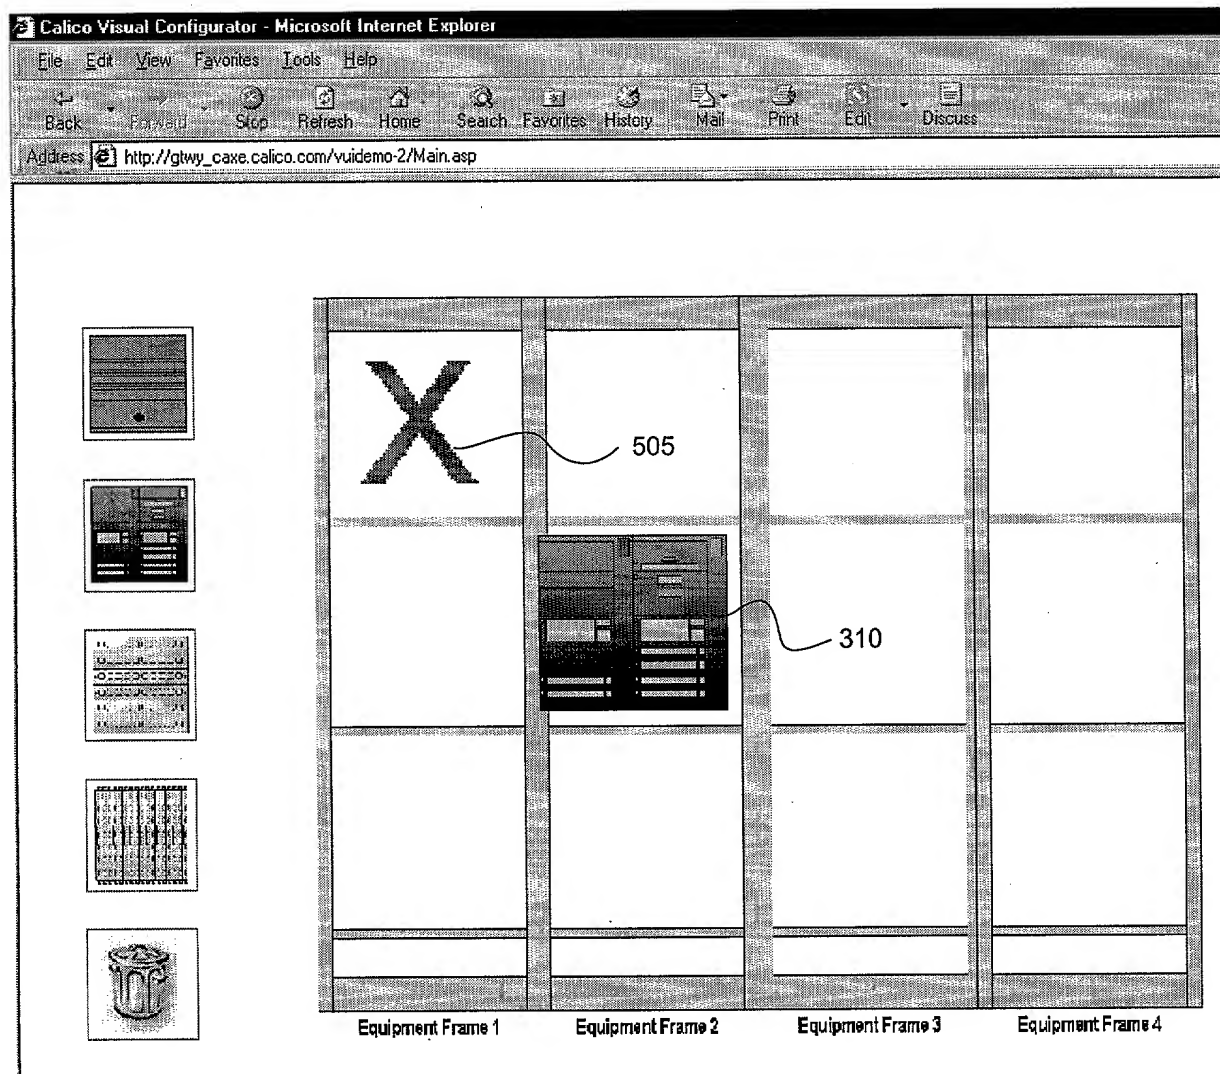 Calico Visual Configurator - Microsoft Internet Explorer
File Edit View Favorites Tools Help
Back Forward Stop Refresh Home Search Favorites History Mail Print Edit Discuss
Address http://gtwy_caxe.calico.com/vuidemo-2/Main.asp
505
310
Equipment Frame 1 Equipment Frame 2 Equipment Frame 3 Equipment Frame 4